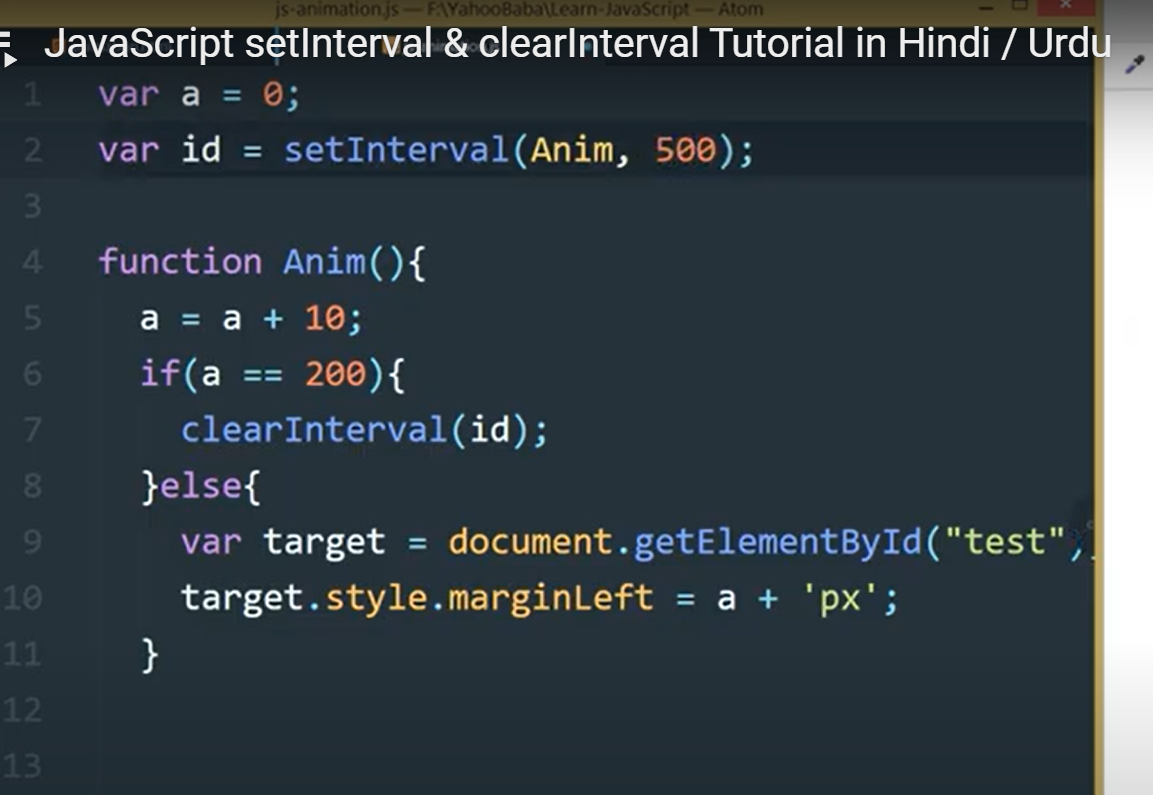 js-animation.js — F:\YahooBaba\Learn-JavaScript — Atom
JavaScript setInterval & clearInterval Tutorial in Hindi / Urdu
1 var a = 0;
2 var id = setInterval(Anim, 500);
3
4 function Anim(){
5 a = a + 10;
6 if(a == 200){
7 clearInterval(id);
8 }else{
9 var target = document.getElementById("test")
10 target.style.marginLeft = a + 'px';
11 }
12
13